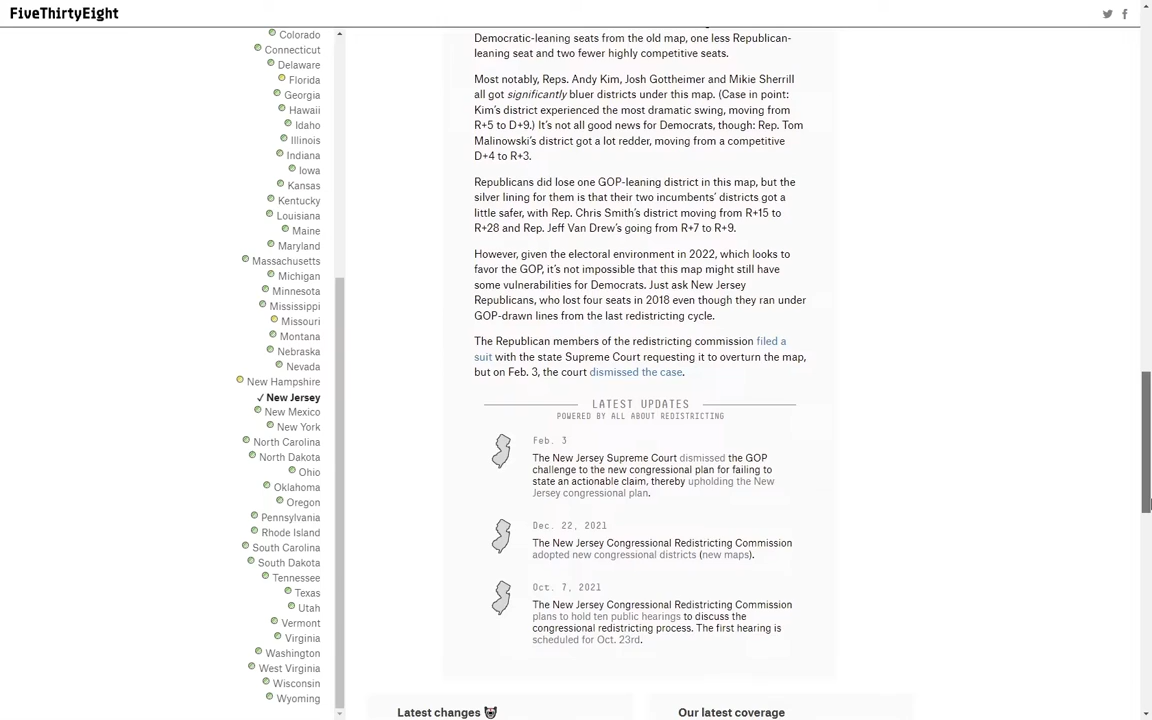 FiveThirtyEight
Colorado
Connecticut
Delaware
Florida
Georgia
Hawaii
Idaho
Illinois
Indiana
Iowa
Kansas
Kentucky
Louisiana
Maine
Maryland
Massachusetts
Michigan
Minnesota
Mississippi
Missouri
Montana
Nebraska
Nevada
New Hampshire
✓ New Jersey
New Mexico
New York
North Carolina
North Dakota
Ohio
Oklahoma
Oregon
Pennsylvania
Rhode Island
South Carolina
South Dakota
Tennessee
Texas
Utah
Vermont
Virginia
Washington
West Virginia
Wisconsin
Wyoming
Democratic-leaning seats from the old map, one less Republican-
leaning seat and two fewer highly competitive seats.
Most notably, Reps. Andy Kim, Josh Gottheimer and Mikie Sherrill
all got significantly bluer districts under this map. (Case in point:
Kim's district experienced the most dramatic swing, moving from
R+5 to D+9.) It's not all good news for Democrats, though: Rep. Tom
Malinowski's district got a lot redder, moving from a competitive
D+4 to R+3.
Republicans did lose one GOP-leaning district in this map, but the
silver lining for them is that their two incumbents' districts got a
little safer, with Rep. Chris Smith's district moving from R+15 to
R+28 and Rep. Jeff Van Drew's going from R+7 to R+9.
However, given the electoral environment in 2022, which looks to
favor the GOP, it's not impossible that this map might still have
some vulnerabilities for Democrats. Just ask New Jersey
Republicans, who lost four seats in 2018 even though they ran under
GOP-drawn lines from the last redistricting cycle.
The Republican members of the redistricting commission filed a
suit with the state Supreme Court requesting it to overturn the map,
but on Feb. 3, the court dismissed the case.
LATEST UPDATES
POWERED BY ALL ABOUT REDISTRICTING
Feb. 3
The New Jersey Supreme Court dismissed the GOP
challenge to the new congressional plan for failing to
state an actionable claim, thereby upholding the New
Jersey congressional plan.
Dec. 22, 2021
The New Jersey Congressional Redistricting Commission
adopted new congressional districts (new maps).
Oct. 7, 2021
The New Jersey Congressional Redistricting Commission
plans to hold ten public hearings to discuss the
congressional redistricting process. The first hearing is
scheduled for Oct. 23rd.
Latest changes
Our latest coverage